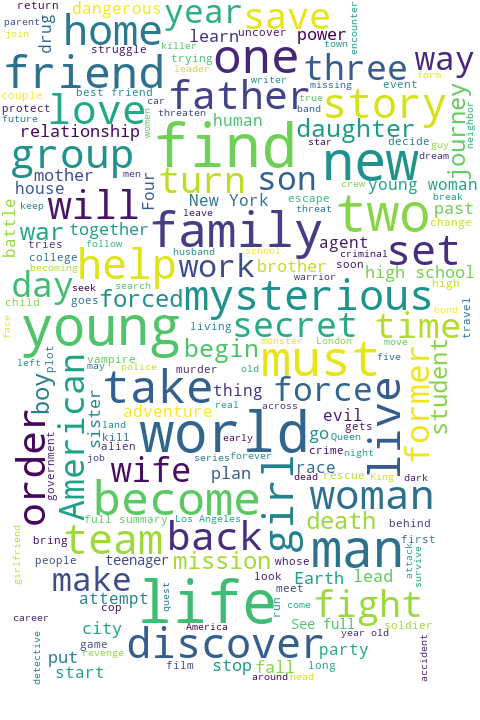 return
dangerous
year
save
encounter
parent
drug
home
learn
uncover
power
join
struggle
killer
one
town
way
friend
trying
leader
three
couple
best friend
writer
missing
event
form
protect
love
car
father
story
future
women
threaten
band
true
relationship
human
daughter
journey
neighbor
group
find
star
decide
guy
new
dream
mother
men
turn
son
crew
young woman
house
Four
New York
escape
break
keep
will
leave
threat
two
past
battle
war
together
family
change
tries
follow
agent
set
college
husband
school
criminal
becoming
help
work
brother
soon
high school
day
seek
search
warrior
child
goes
forced
mysterious
high
travel
face
living
secret
time
bond
young
monster
London
move
left
plot
begin
must
five
former
student
may
vampire
police
old
American
boy
take
murder
thing
force
live
sister
adventure
real
across
evil
order
land
world
early
go
Queen
gets
kill
series
forever
crime
night
alien
government
job
wife
plan
girl
race
dead
King
dark
whose
rescue
become
woman
full summary
Los Angeles
death
behind
bring
team
back
first
people
teenager
mission
look
man
attack
survive
girlfriend
make
meet
Earth
lead
attempt
quest
life
run
come
fight
career
cop
city
America
See full
soldier
discover
year old
game
revenge
party
accident
detective
put
film
stop
fall
long
start
around
head